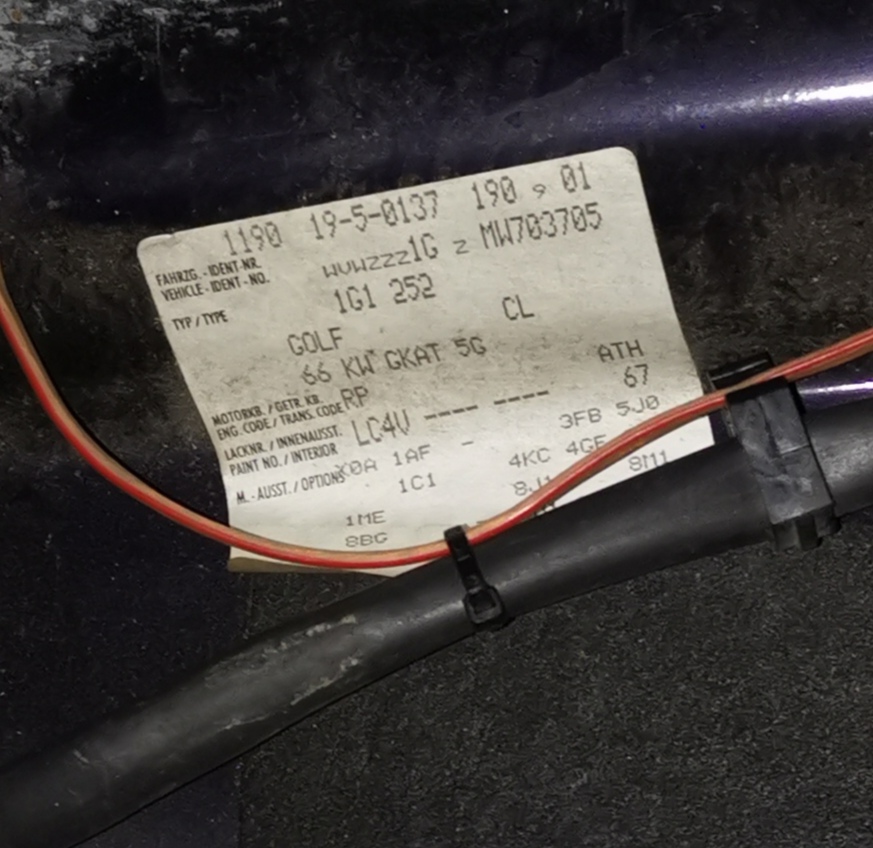 1190 19-5-0137 190 9 01
FAHRZG.-IDENT-NR.
VEHICLE-IDENT-NO. WVWZZZ1G Z MW703705
TYP / TYPE 1G1 252
GOLF CL
66 KW GKAT 5G
MOTORKB. / GETR.KB.
ENG.CODE / TRANS.CODE RP ATH
LACKNR. / INNENAUSST.
PAINT NO. / INTERIOR LC4V ---- ---- 67
M.-AUSST. / OPTIONS X0A 1AF - 3FB 5J0
1C1 4KC 4GF
1ME 8M1
8BG